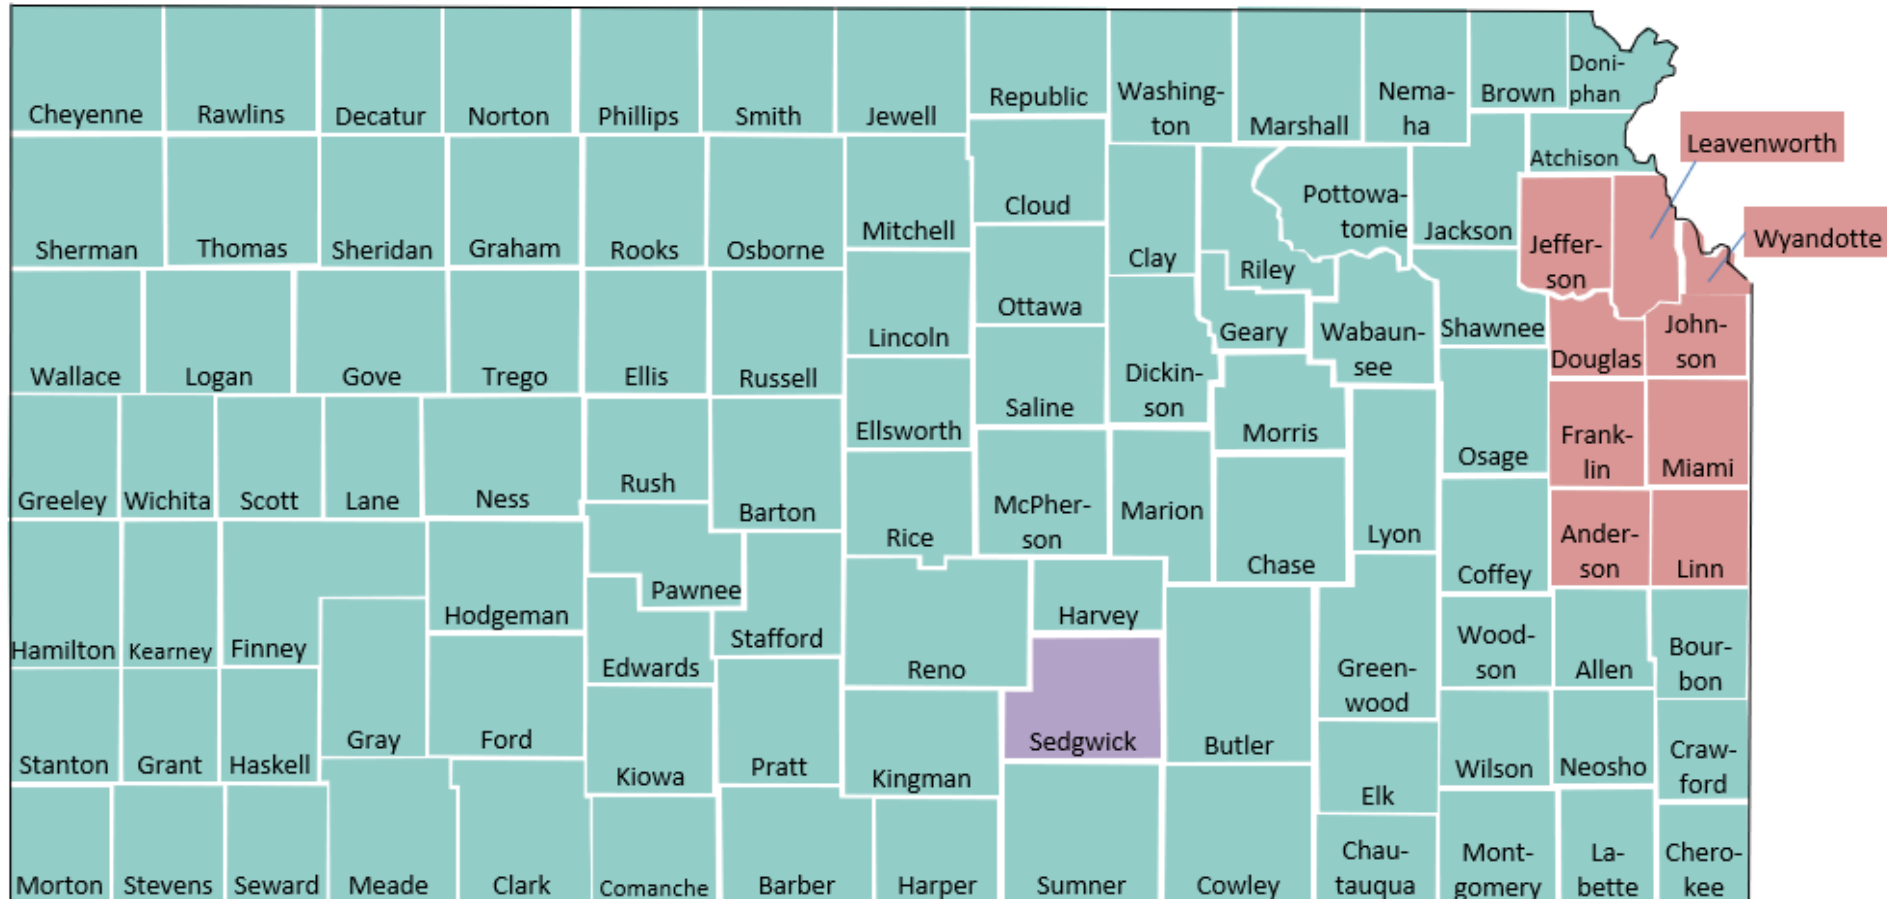 Cheyenne
Rawlins
Decatur
Norton
Phillips
Smith
Jewell
Republic
Washing-
ton
Marshall
Nema-
ha
Brown
Doni-
phan
Atchison
Leavenworth
Wyandotte
Sherman
Thomas
Sheridan
Graham
Rooks
Osborne
Mitchell
Cloud
Clay
Riley
Pottowa-
tomie
Jackson
Jeffer-
son
Wallace
Logan
Gove
Trego
Ellis
Russell
Lincoln
Ottawa
Saline
Dickin-
son
Geary
Wabaun-
see
Shawnee
Douglas
John-
son
Greeley
Wichita
Scott
Lane
Ness
Rush
Barton
Ellsworth
Rice
McPher-
son
Marion
Morris
Chase
Lyon
Osage
Coffey
Frank-
lin
Miami
Ander-
son
Linn
Hamilton
Kearney
Finney
Hodgeman
Pawnee
Edwards
Stafford
Reno
Harvey
Sedgwick
Butler
Green-
wood
Wood-
son
Allen
Bour-
bon
Stanton
Grant
Haskell
Gray
Ford
Kiowa
Pratt
Kingman
Elk
Wilson
Neosho
Craw-
ford
Morton
Stevens
Seward
Meade
Clark
Comanche
Barber
Harper
Sumner
Cowley
Chau-
tauqua
Mont-
gomery
La-
bette
Chero-
kee